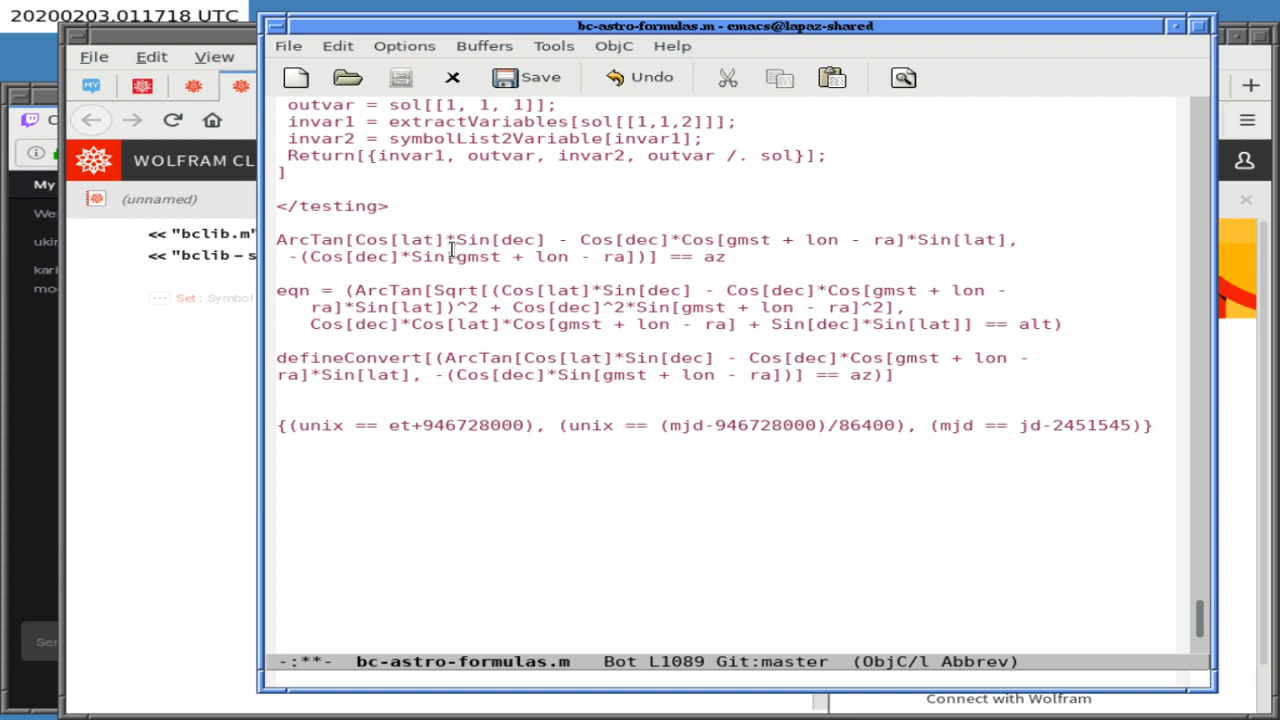 20200203.011718 UTC
bc-astro-formulas.m - emacs@lapaz-shared
File Edit Options Buffers Tools ObjC Help
Save Undo
File Edit View
WOLFRAM CL
(unnamed)
<< "bclib.m"
<< "bclib-s
Set: Symbol
My
We
ukir
kari
mo
Ser
outvar = sol[[1, 1, 1]];
invar1 = extractVariables[sol[[1,1,2]]];
invar2 = symbolList2Variable[invar1];
Return[{invar1, outvar, invar2, outvar /. sol}];
]
</testing>
ArcTan[Cos[lat]*Sin[dec] - Cos[dec]*Cos[gmst + lon - ra]*Sin[lat],
-(Cos[dec]*Sin[gmst + lon - ra])] == az
eqn = (ArcTan[Sqrt[(Cos[lat]*Sin[dec] - Cos[dec]*Cos[gmst + lon -
ra]*Sin[lat])^2 + Cos[dec]^2*Sin[gmst + lon - ra]^2],
Cos[dec]*Cos[lat]*Cos[gmst + lon - ra] + Sin[dec]*Sin[lat]] == alt)
defineConvert[(ArcTan[Cos[lat]*Sin[dec] - Cos[dec]*Cos[gmst + lon -
ra]*Sin[lat], -(Cos[dec]*Sin[gmst + lon - ra])] == az)]
{(unix == et+946728000), (unix == (mjd-946728000)/86400), (mjd == jd-2451545)}
-:**- bc-astro-formulas.m Bot L1089 Git:master (ObjC/l Abbrev)
Connect with Wolfram